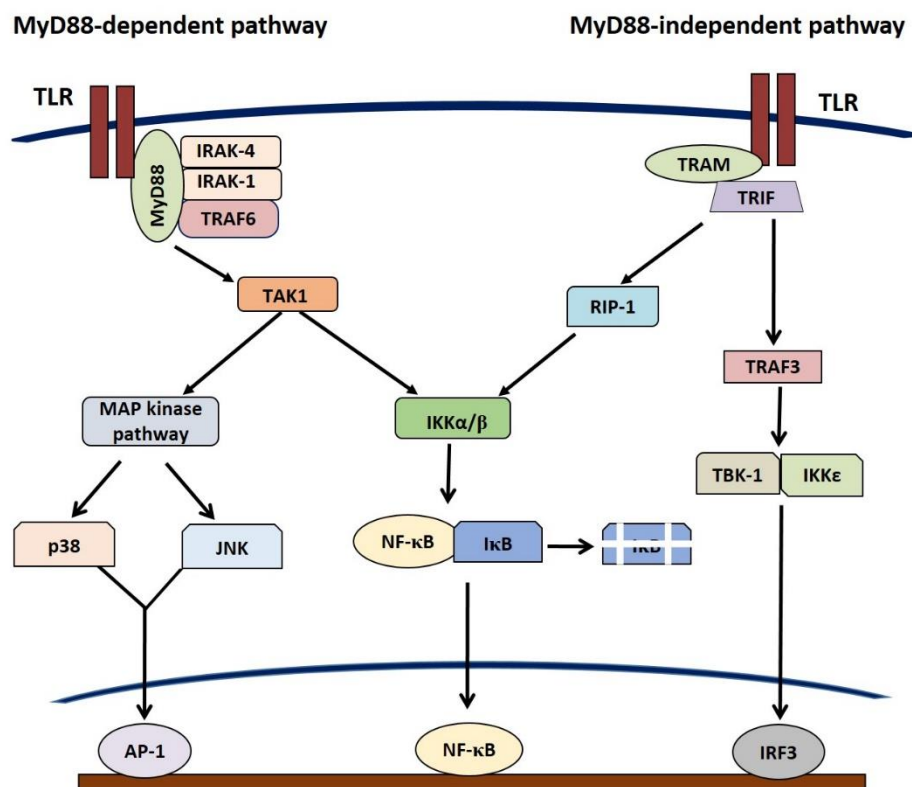 MyD88-dependent pathway
MyD88-independent pathway
TLR
TLR
MyD88
IRAK-4
IRAK-1
TRAF6
TRAM
TRIF
TAK1
RIP-1
TRAF3
MAP kinase
pathway
IKKα/β
TBK-1
IKKε
p38
JNK
NF-κB
IκB
IκB
AP-1
NF-κB
IRF3